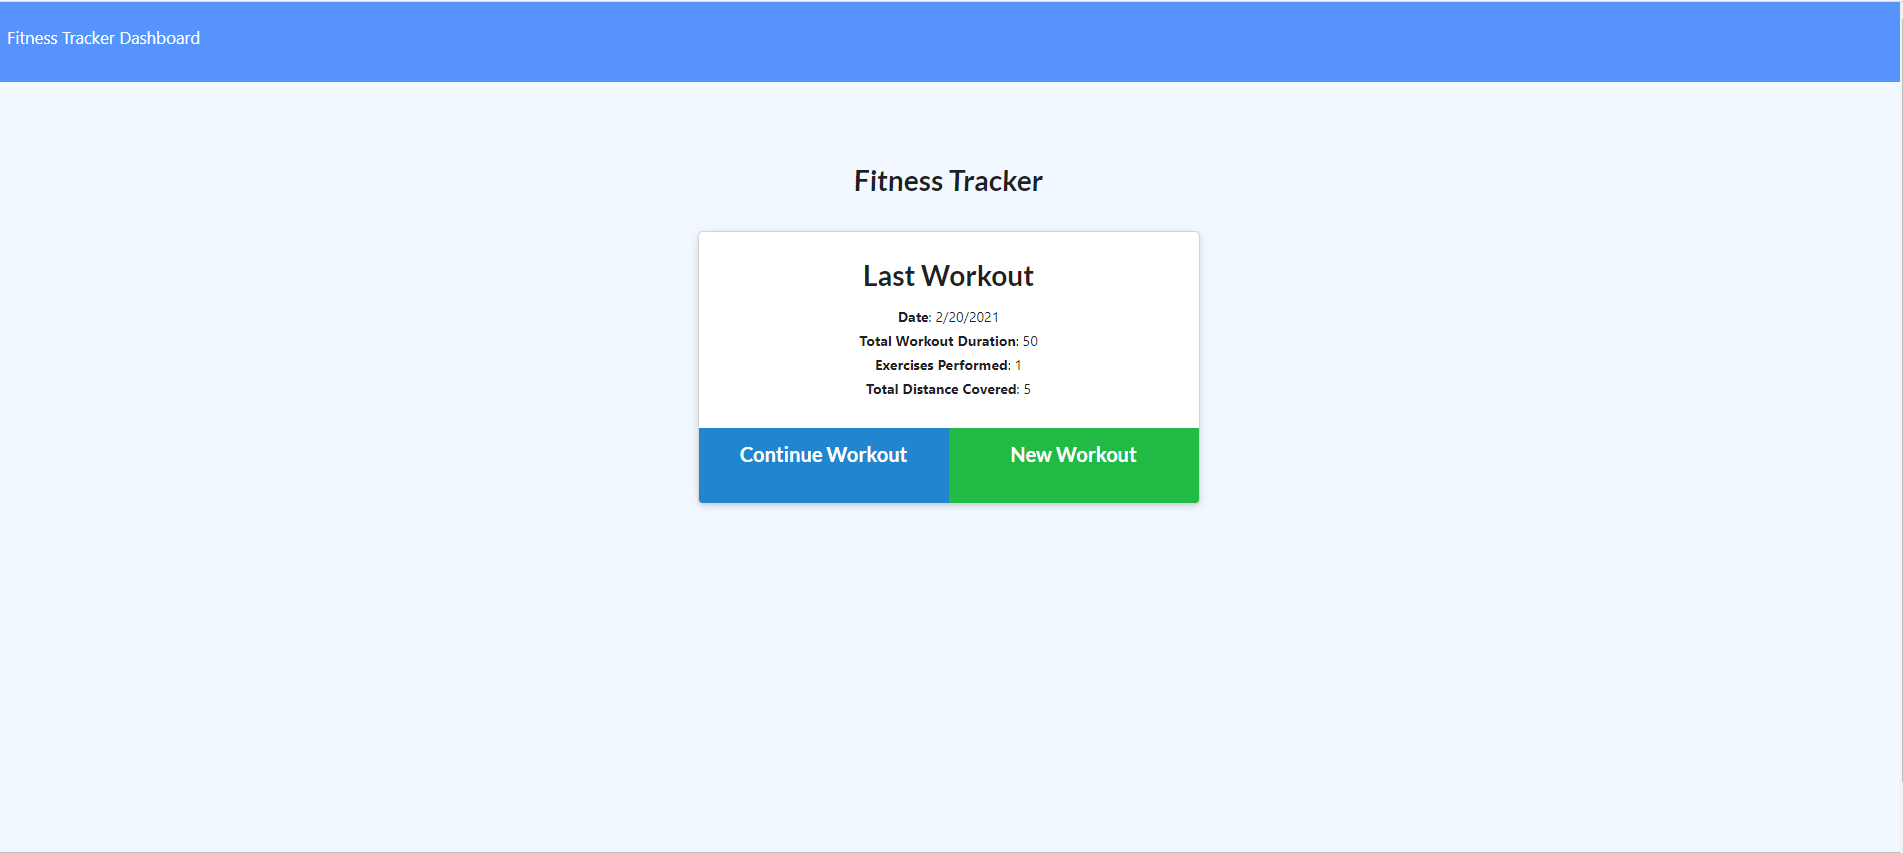 Fitness Tracker Dashboard
Fitness Tracker
Last Workout
Date: 2/20/2021
Total Workout Duration: 50
Exercises Performed: 1
Total Distance Covered: 5
Continue Workout New Workout